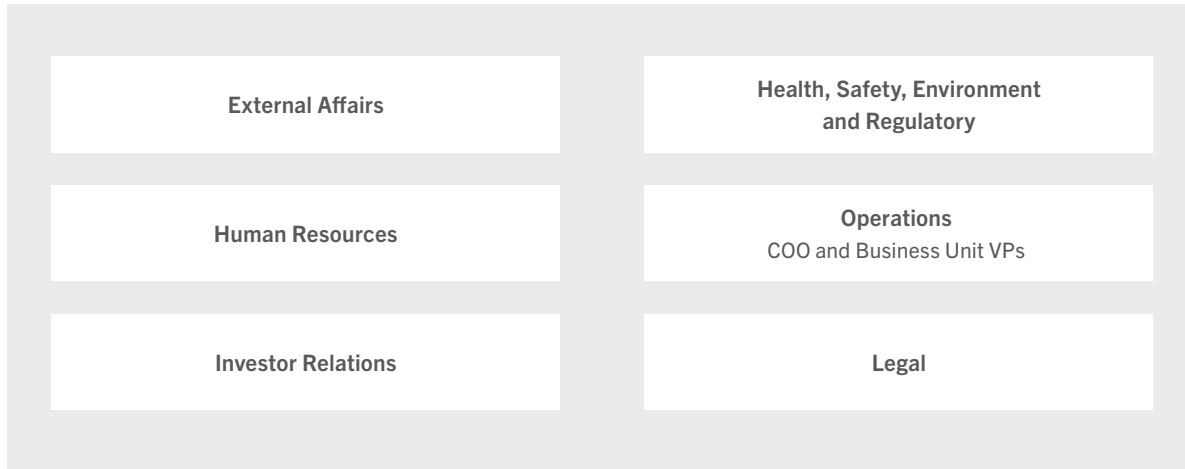 External Affairs
Health, Safety, Environment
and Regulatory
Human Resources
Operations
COO and Business Unit VPs
Investor Relations
Legal